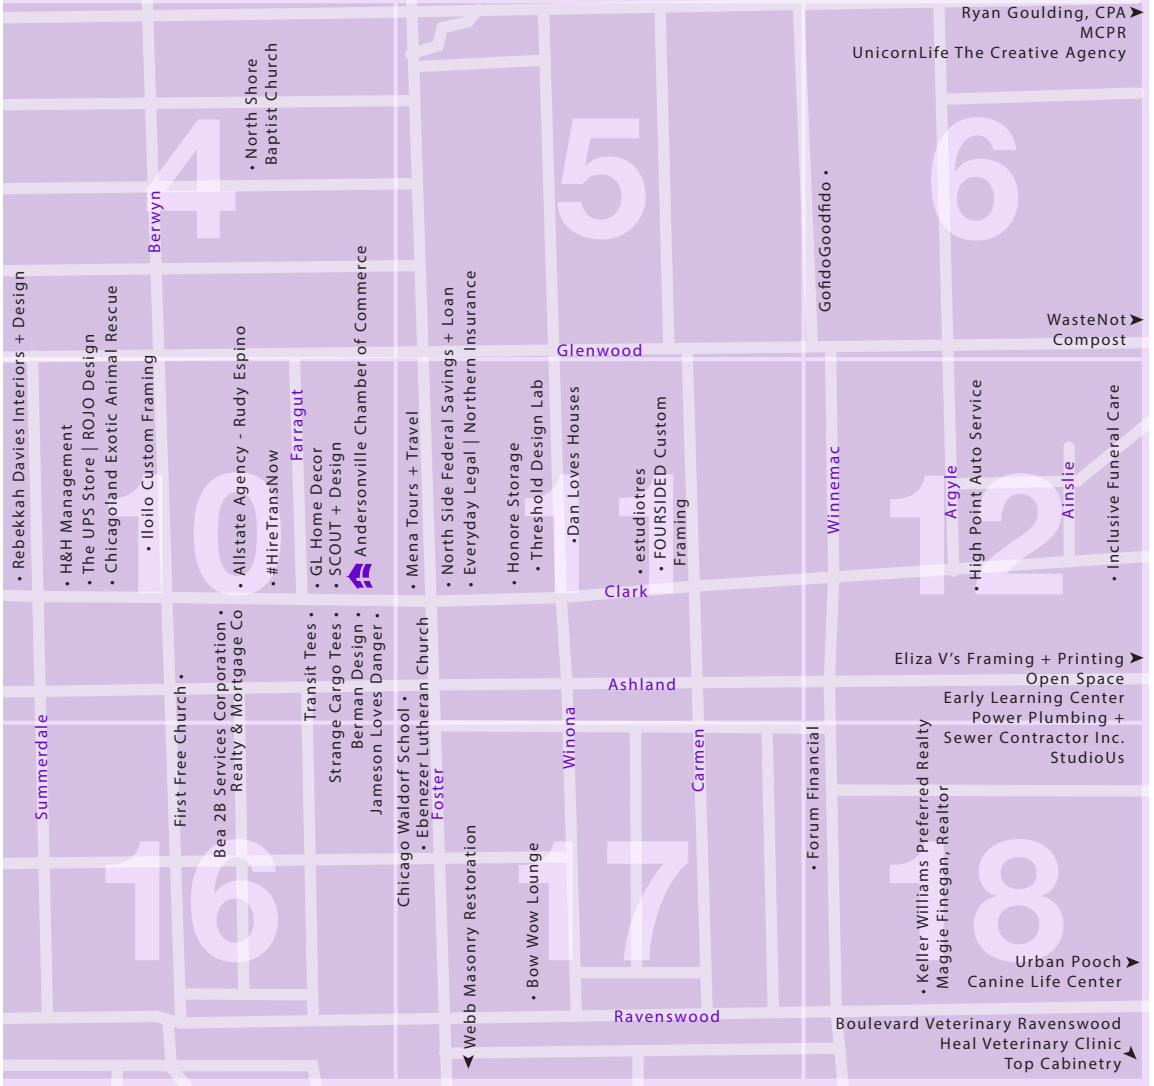 Ryan Goulding, CPA
MCPR
UnicornLife The Creative Agency
• North Shore
Baptist Church
4
5
6
Berwyn
GofidoGoodfido •
WasteNot
Compost
Glenwood
• Rebekkah Davies Interiors + Design
• H&H Management
• The UPS Store | ROJO Design
• Chicagoland Exotic Animal Rescue
• Iloilo Custom Framing
• Allstate Agency - Rudy Espino
• #HireTransNow
Farragut
• GL Home Decor
• SCOUT + Design
Andersonville Chamber of Commerce
• Mena Tours + Travel
• North Side Federal Savings + Loan
• Everyday Legal | Northern Insurance
• Honore Storage
• Threshold Design Lab
•Dan Loves Houses
• estudiotres
• FOURSIDED Custom
Framing
Winnemac
Argyle
• High Point Auto Service
Ainslie
• Inclusive Funeral Care
10
11
12
Clark
Summerdale
First Free Church •
Bea 2B Services Corporation •
Realty & Mortgage Co
Transit Tees •
Strange Cargo Tees •
Berman Design •
Jameson Loves Danger •
Chicago Waldorf School •
• Ebenezer Lutheran Church
Foster
Webb Masonry Restoration
• Bow Wow Lounge
Winona
Ashland
Carmen
• Forum Financial
• Keller Williams Preferred Realty
Maggie Finegan, Realtor
Eliza V's Framing + Printing
Open Space
Early Learning Center
Power Plumbing +
Sewer Contractor Inc.
StudioUs
16
17
18
Urban Pooch
Canine Life Center
Ravenswood
Boulevard Veterinary Ravenswood
Heal Veterinary Clinic
Top Cabinetry